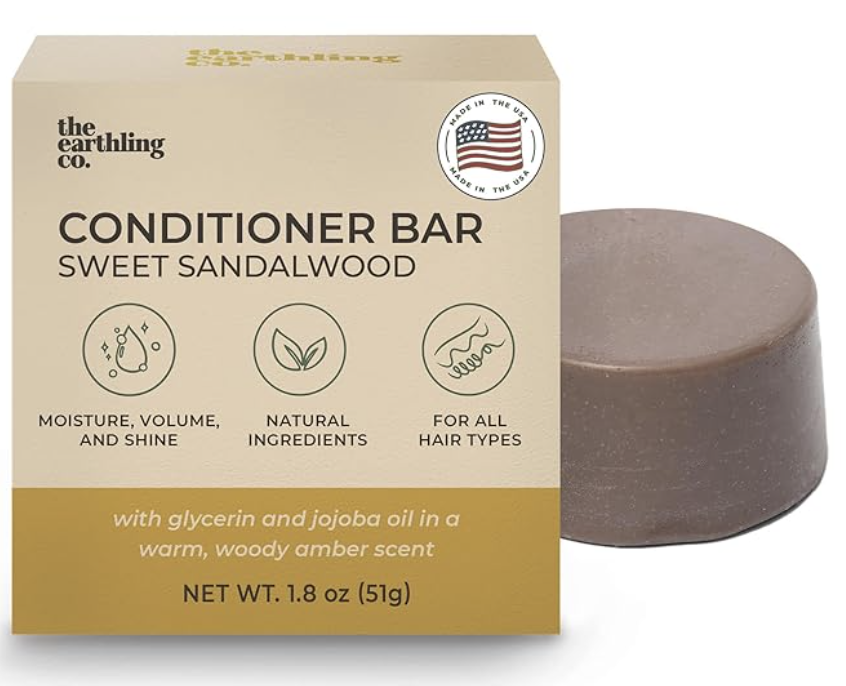 the
earthling
co.
the
earthling
co.
MADE IN THE USA
MADE IN THE USA
CONDITIONER BAR
SWEET SANDALWOOD
MOISTURE, VOLUME,
AND SHINE
NATURAL
INGREDIENTS
FOR ALL
HAIR TYPES
with glycerin and jojoba oil in a
warm, woody amber scent
NET WT. 1.8 oz (51g)